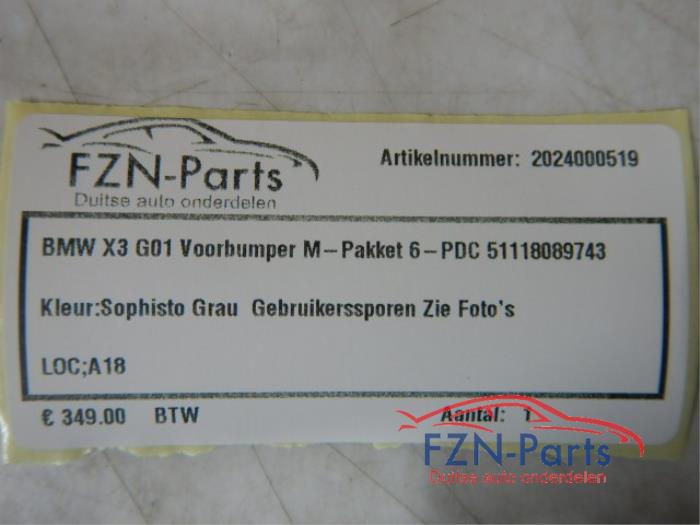 FZN-Parts
Duitse auto onderdelen
Artikelnummer: 2024000519
BMW X3 G01 Voorbumper M-Pakket 6-PDC 51118089743
Kleur:Sophisto Grau Gebruikerssporen Zie Foto's
LOC;A18
€ 349.00 BTW Aantal: 1
FZN-Parts
Duitse auto onderdelen